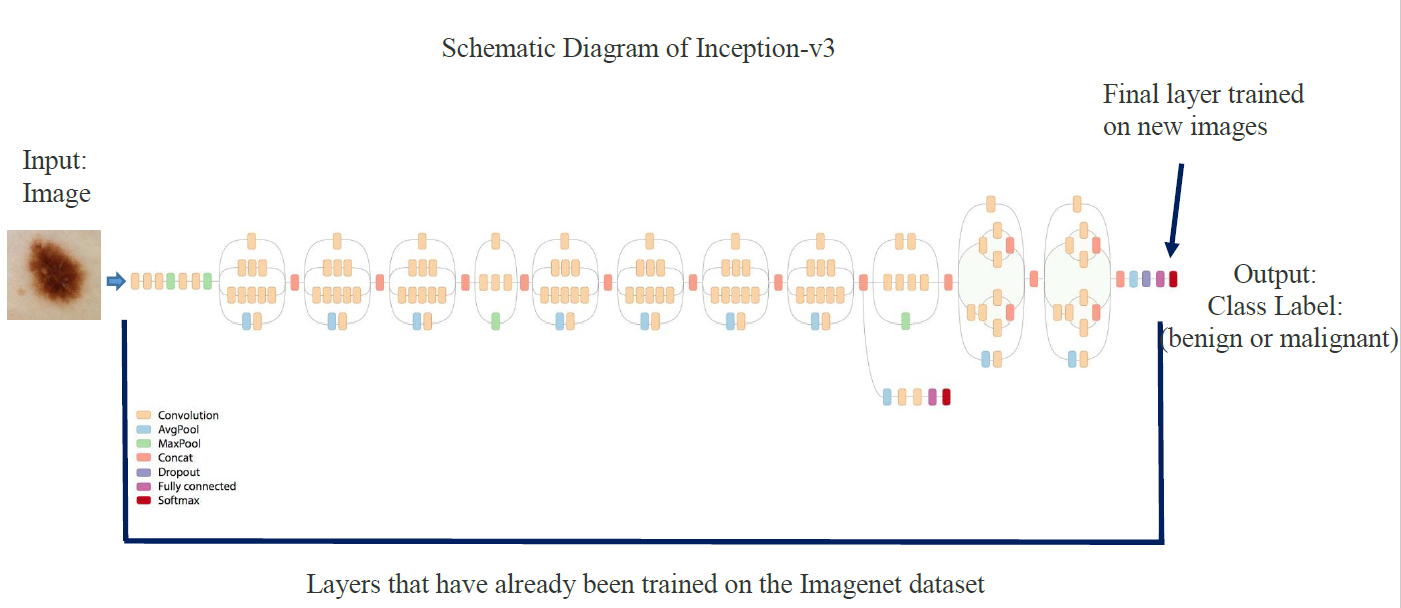 Schematic Diagram of Inception-v3
Final layer trained
on new images
Input:
Image
Output:
Class Label:
(benign or malignant)
Convolution
AvgPool
MaxPool
Concat
Dropout
Fully connected
Softmax
Layers that have already been trained on the Imagenet dataset